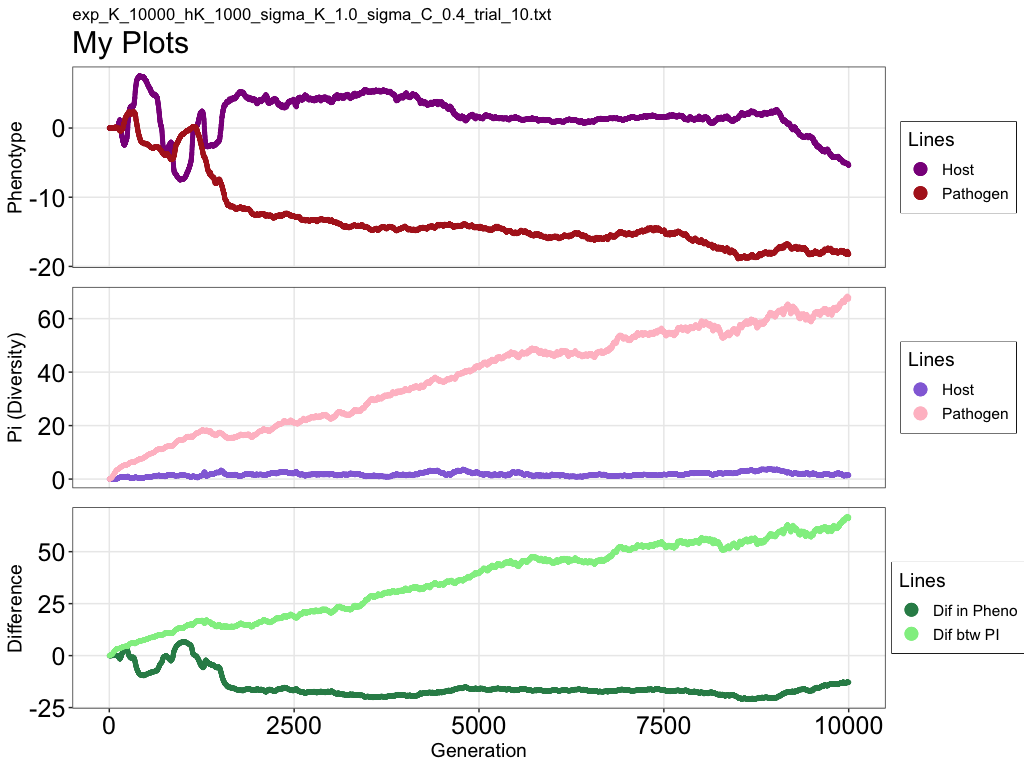 exp_K_10000_hK_1000_sigma_K_1.0_sigma_C_0.4_trial_10.txt
My Plots
Phenotype
0
-10
-20
Lines
Host
Pathogen
Pi (Diversity)
60
40
20
0
Lines
Host
Pathogen
Difference
50
25
0
-25
Lines
Dif in Pheno
Dif btw PI
0
2500
5000
7500
10000
Generation